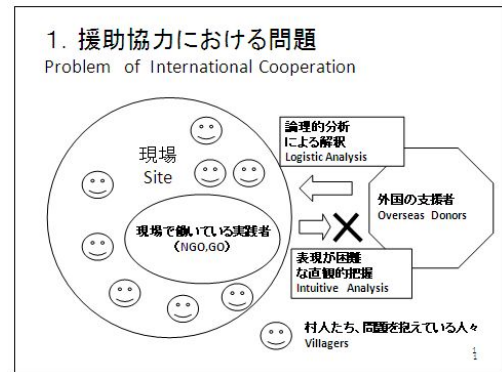 1. 援助協力における問題
Problem of International Cooperation
論理的分析
による解釈
Logistic Analysis
現場
Site
外国の支援者
Overseas Donors
現場で働いている実践者
（NGO,GO）
表現が困難
な直観的把握
Intuitive Analysis
村人たち、問題を抱えている人々
Villagers